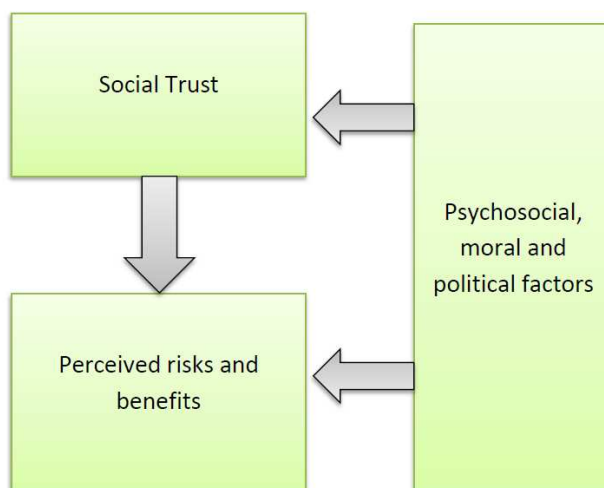 Social Trust
Psychosocial,
moral and
political factors
Perceived risks and
benefits